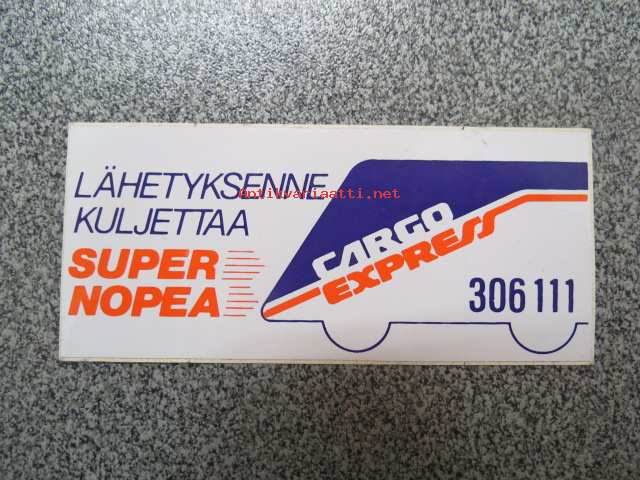 LÄHETYKSENNE
KULJETTAA
SUPER
NOPEA
CARGO
EXPRESS
306 111
Antikvariaatti.net